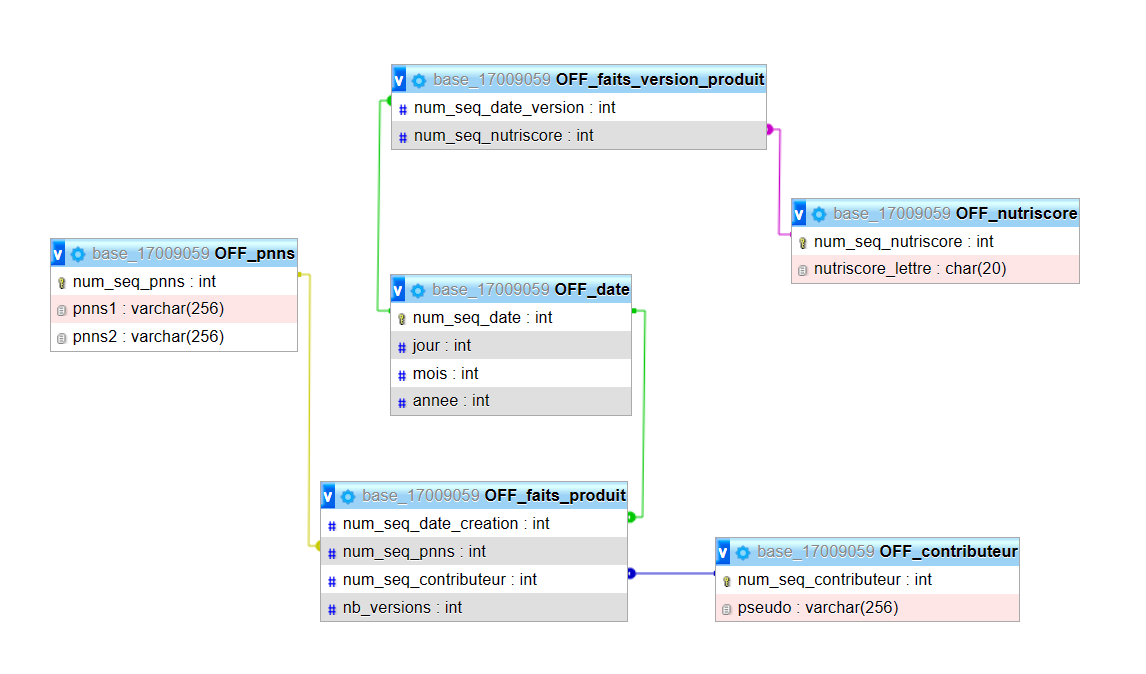 v base_17009059 OFF_faits_version_produit
# num_seq_date_version : int
# num_seq_nutriscore : int
v base_17009059 OFF_nutriscore
num_seq_nutriscore : int
nutriscore_lettre : char(20)
v base_17009059 OFF_pnns
num_seq_pnns : int
pnns1 : varchar(256)
pnns2 : varchar(256)
v base_17009059 OFF_date
num_seq_date : int
# jour : int
# mois : int
# annee : int
v base_17009059 OFF_faits_produit
# num_seq_date_creation : int
# num_seq_pnns : int
# num_seq_contributeur : int
# nb_versions : int
v base_17009059 OFF_contributeur
num_seq_contributeur : int
pseudo : varchar(256)